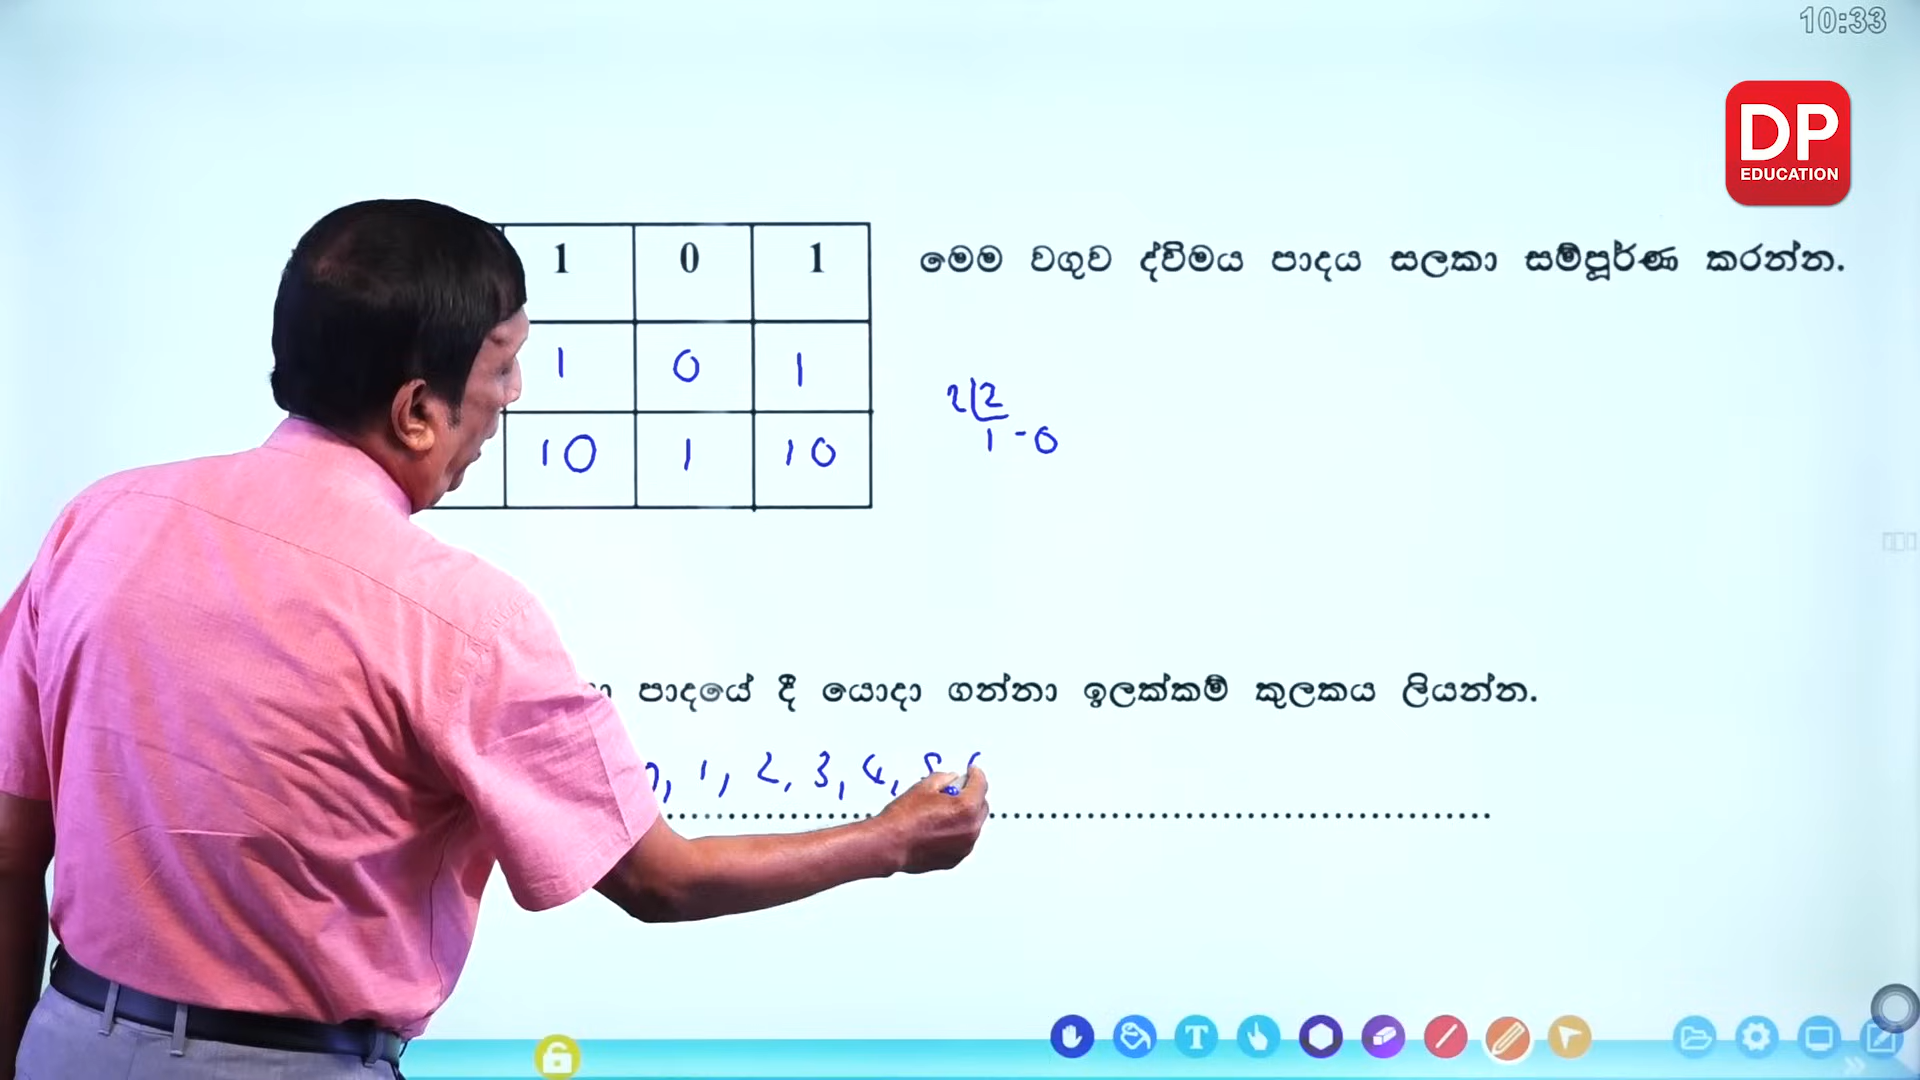 10:33
DP
EDUCATION
1 0 1 මෙම වගුව ද්විමය පාදය සලකා සම්පූර්ණ කරන්න.
1 0 1
2 2
1 - 0
10 1 10
පාදයේ දී යොදා ගන්නා ඉලක්කම් කුලකය ලියන්න.
, 1, 2, 3, 4, 5